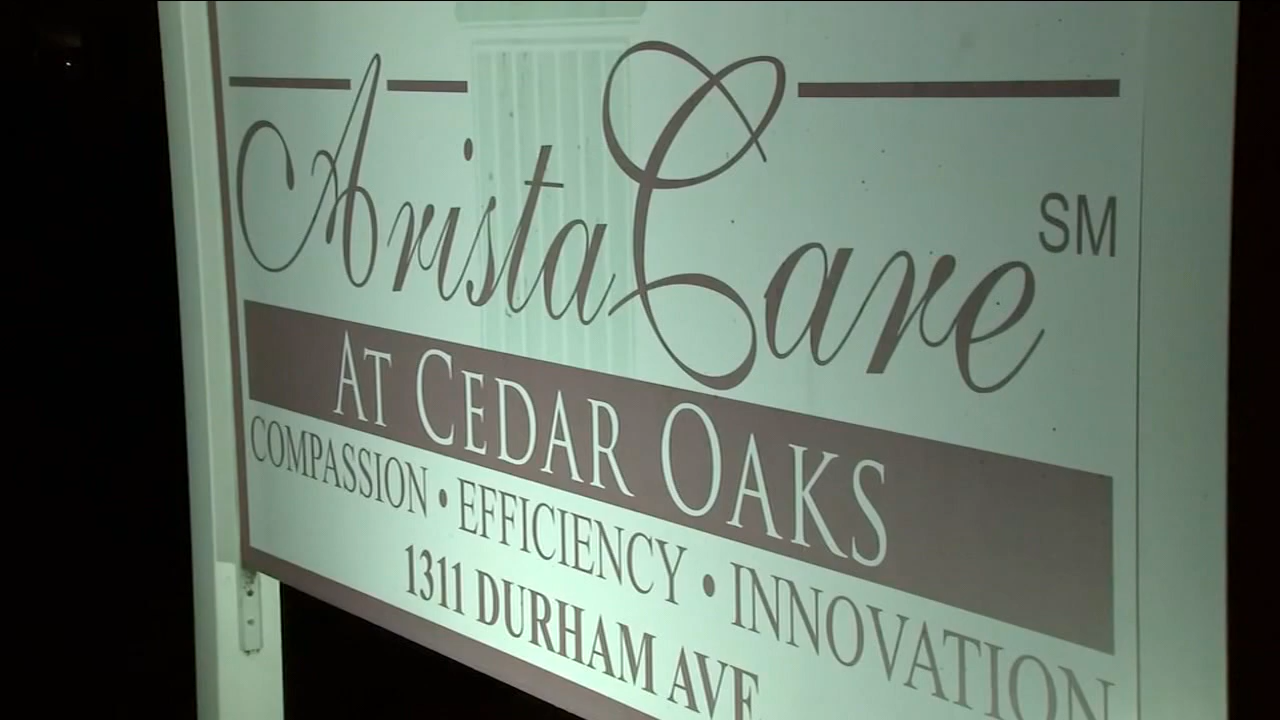 AristaCare SM
AT CEDAR OAKS
COMPASSION • EFFICIENCY • INNOVATION
1311 DURHAM AVE